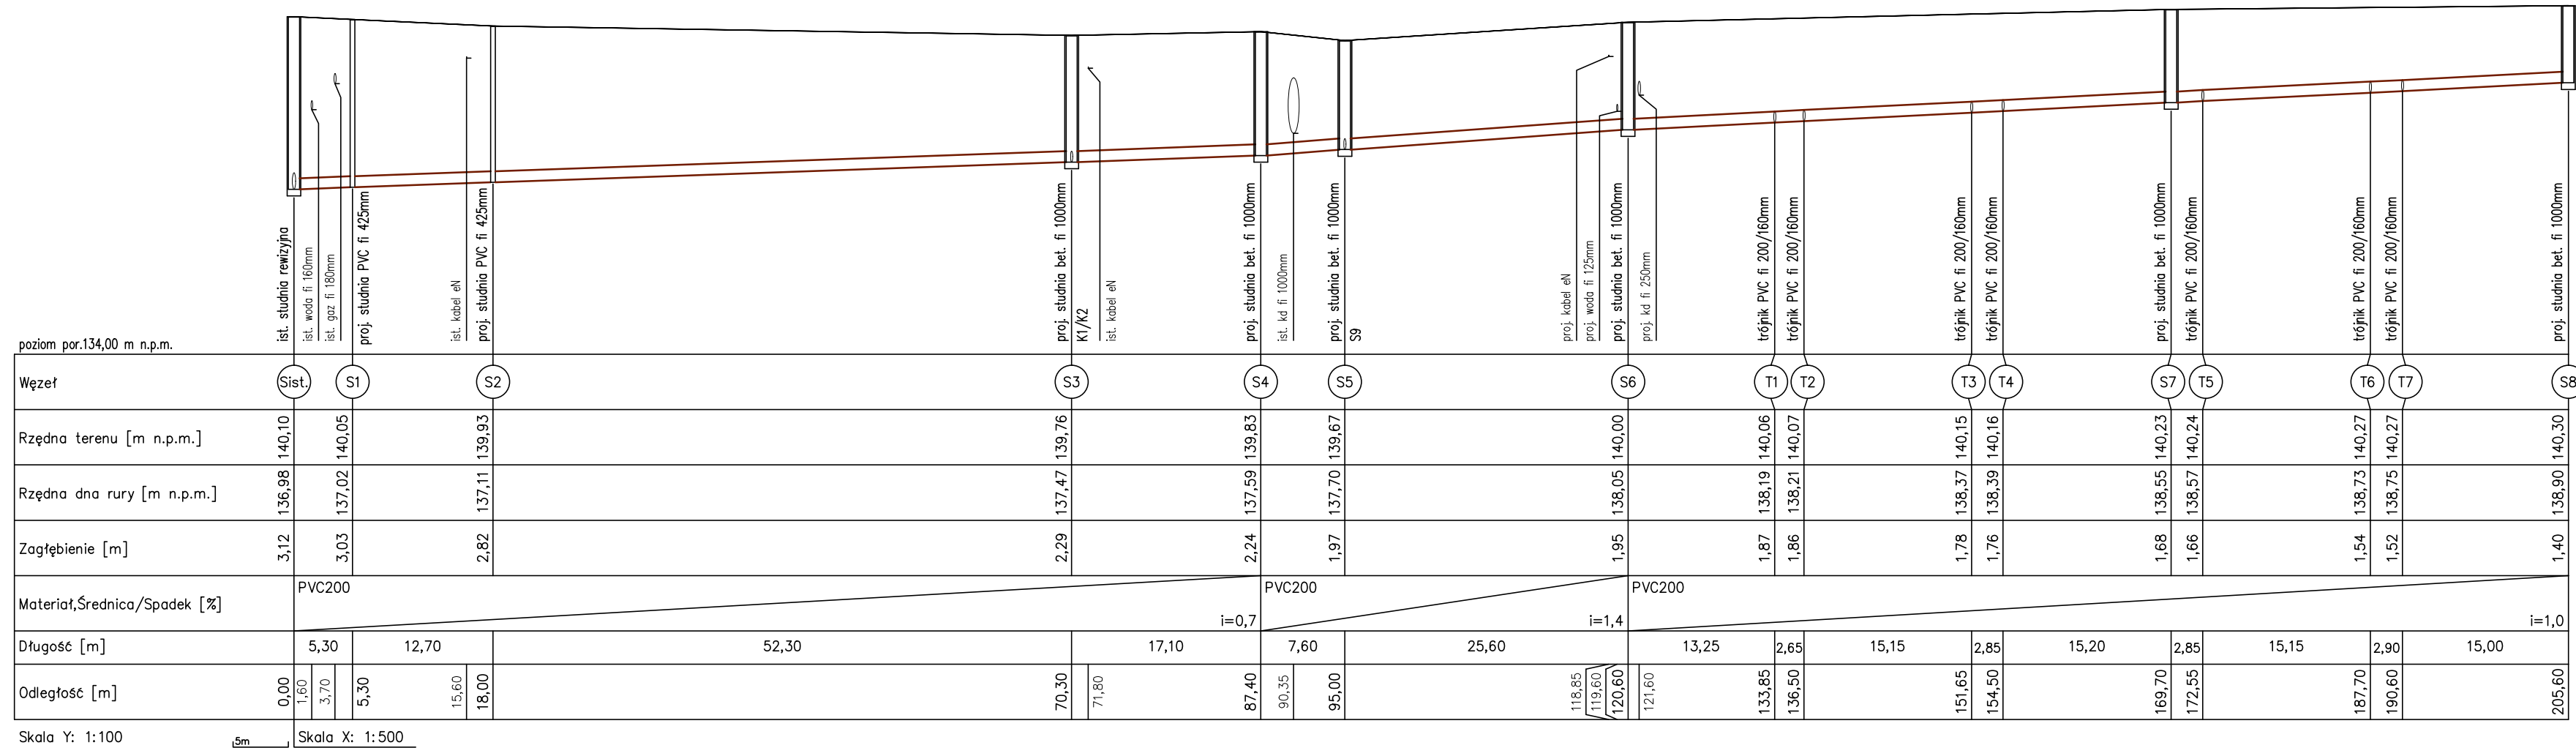 ist. studnia rewizyjna
ist. woda fi 160mm
ist. gaz fi 180mm
proj. studnia PVC fi 425mm
ist. kabel eN
proj. studnia PVC fi 425mm
proj. studnia bet. fi 1000mm
K1/K2
ist. kabel eN
proj. studnia bet. fi 1000mm
ist. kd fi 1000mm
proj. studnia bet. fi 1000mm
S9
proj. kabel eN
proj. woda fi 125mm
proj. studnia bet. fi 1000mm
proj. kd fi 250mm
trójnik PVC fi 200/160mm
trójnik PVC fi 200/160mm
trójnik PVC fi 200/160mm
trójnik PVC fi 200/160mm
proj. studnia bet. fi 1000mm
trójnik PVC fi 200/160mm
trójnik PVC fi 200/160mm
trójnik PVC fi 200/160mm
proj. studnia bet. fi 1000mm
poziom por.134,00 m n.p.m.
Węzeł Sist. S1 S2 S3 S4 S5 S6 T1 T2 T3 T4 S7 T5 T6 T7 S8
Rzędna terenu [m n.p.m.] 140,10 140,05 139,93 139,76 139,83 139,67 140,00 140,06 140,07 140,15 140,16 140,23 140,24 140,27 140,27 140,30
Rzędna dna rury [m n.p.m.] 136,98 137,02 137,11 137,47 137,59 137,70 138,05 138,19 138,21 138,37 138,39 138,55 138,57 138,73 138,75 138,90
Zagłębienie [m] 3,12 3,03 2,82 2,29 2,24 1,97 1,95 1,87 1,86 1,78 1,76 1,68 1,66 1,54 1,52 1,40
PVC200 PVC200 PVC200
Materiał,Średnica/Spadek [%]
i=0,7 i=1,4 i=1,0
Długość [m] 5,30 12,70 52,30 17,10 7,60 25,60 13,25 2,65 15,15 2,85 15,20 2,85 15,15 2,90 15,00
Odległość [m] 0,00 1,60 3,70 5,30 15,60 18,00 70,30 71,80 87,40 90,35 95,00 118,85 119,60 120,60 121,60 133,85 136,50 151,65 154,50 169,70 172,55 187,70 190,60 205,60
Skala Y: 1:100 5m Skala X: 1:500